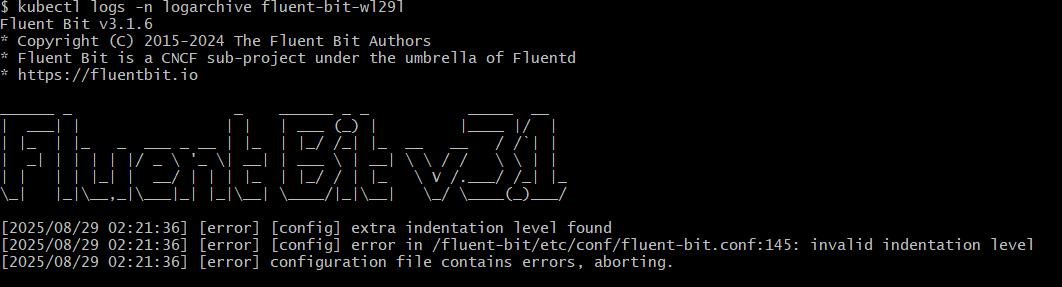 $ kubectl logs -n logarchive fluent-bit-wl29l
Fluent Bit v3.1.6
* Copyright (C) 2015-2024 The Fluent Bit Authors
* Fluent Bit is a CNCF sub-project under the umbrella of Fluentd
* https://fluentbit.io
Fluent Bit v3.1
[2025/08/29 02:21:36] [error] [config] extra indentation level found
[2025/08/29 02:21:36] [error] [config] error in /fluent-bit/etc/conf/fluent-bit.conf:145: invalid indentation level
[2025/08/29 02:21:36] [error] configuration file contains errors, aborting.